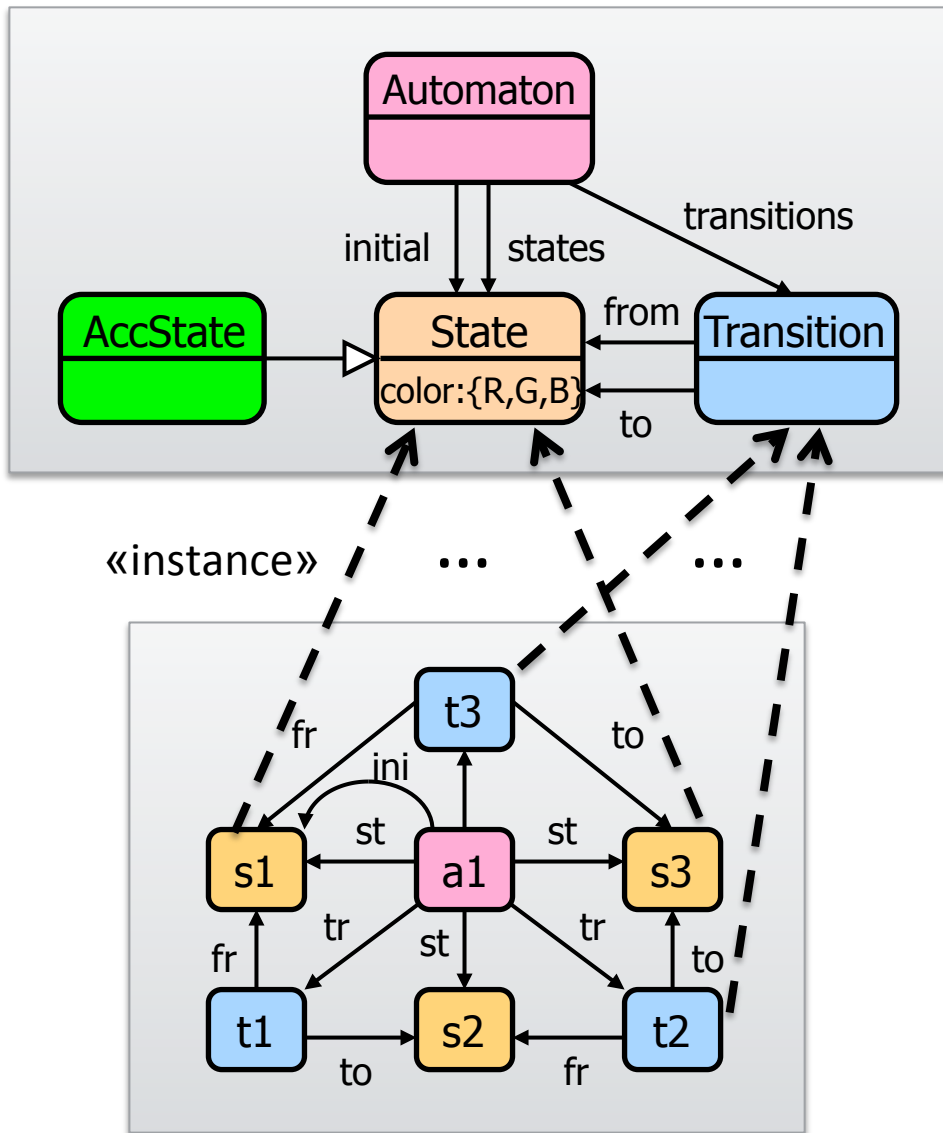 Automaton
initial
states
transitions
AccState
State
color:{R,G,B}
from
to
Transition
«instance»
...
...
t3
fr
to
ini
s1
st
a1
st
s3
fr
tr
st
tr
to
t1
to
s2
fr
t2